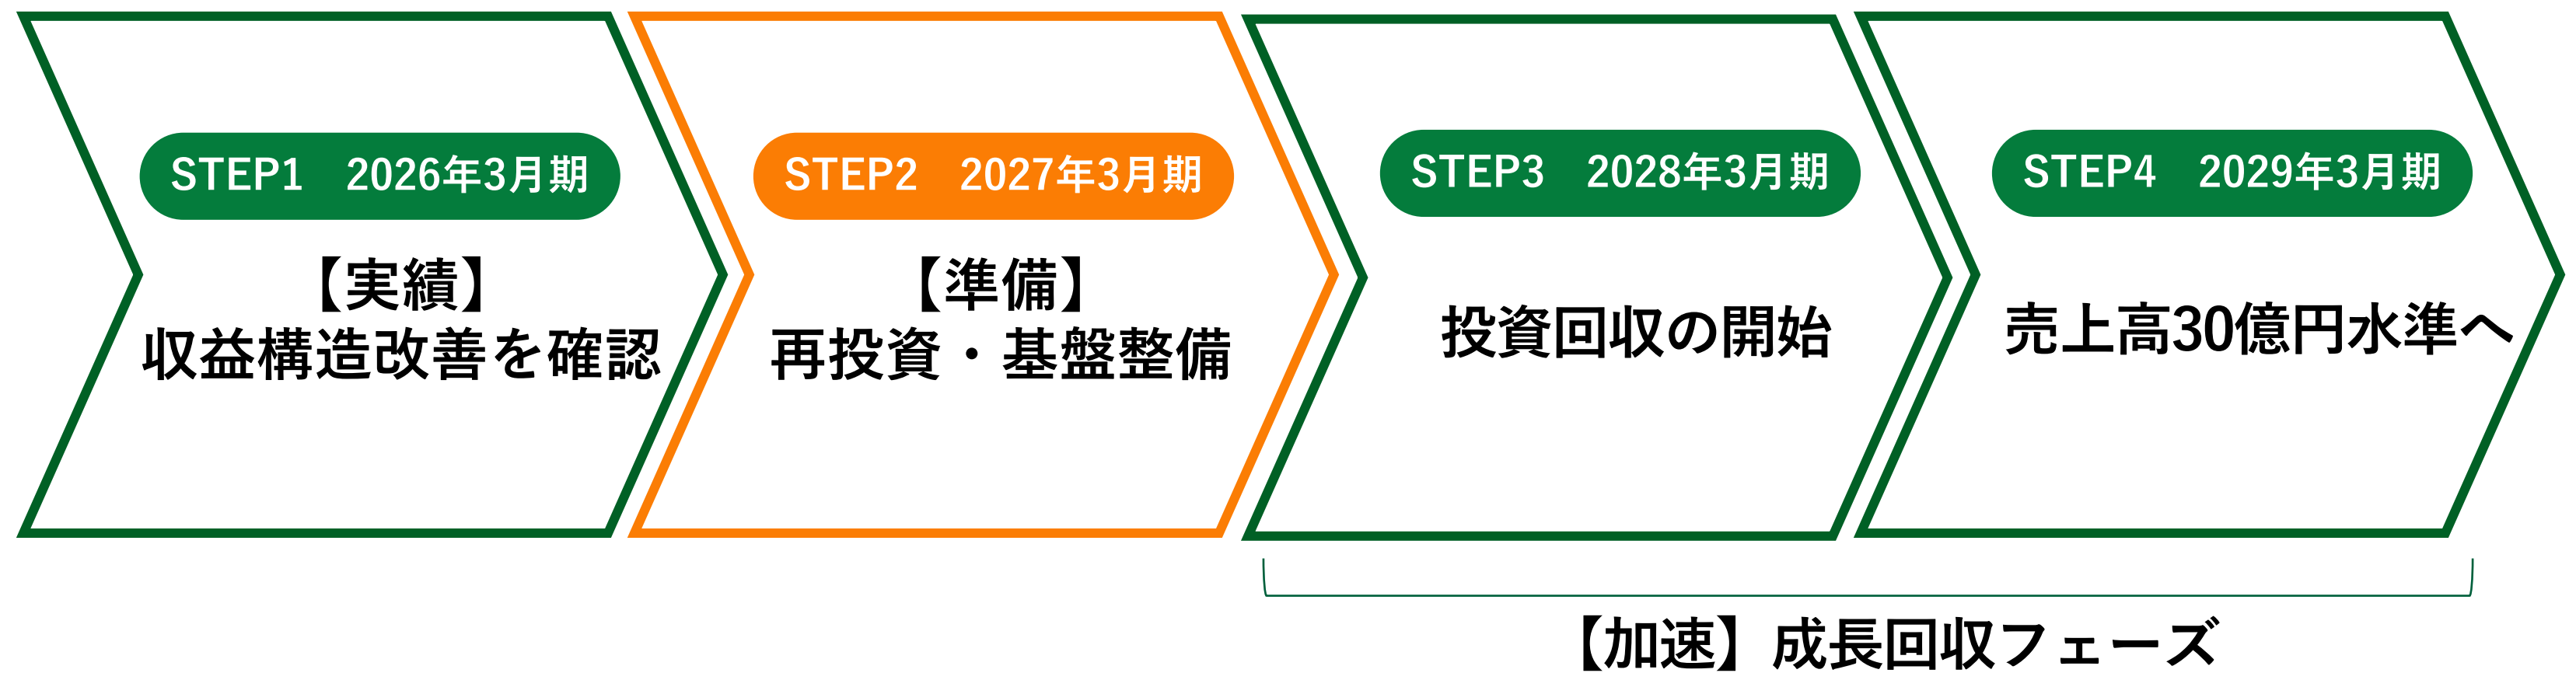 STEP1　2026年3月期
【実績】
収益構造改善を確認
STEP2　2027年3月期
【準備】
再投資・基盤整備
STEP3　2028年3月期
投資回収の開始
STEP4　2029年3月期
売上高30億円水準へ
【加速】成長回収フェーズ